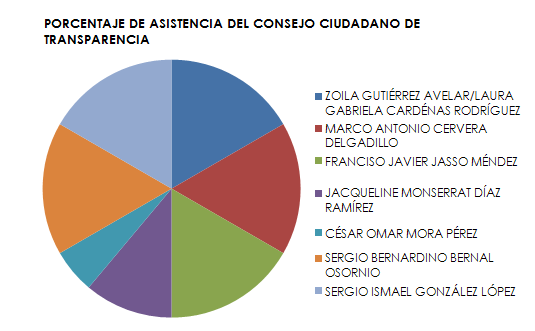 PORCENTAJE DE ASISTENCIA DEL CONSEJO CIUDADANO DE
TRANSPARENCIA
ZOILA GUTIÉRREZ AVELAR/LAURA
GABRIELA CARDÉNAS RODRÍGUEZ
MARCO ANTONIO CERVERA
DELGADILLO
FRANCISO JAVIER JASSO MÉNDEZ
JACQUELINE MONSERRAT DÍAZ
RAMÍREZ
CÉSAR OMAR MORA PÉREZ
SERGIO BERNARDINO BERNAL
OSORNIO
SERGIO ISMAEL GONZÁLEZ LÓPEZ